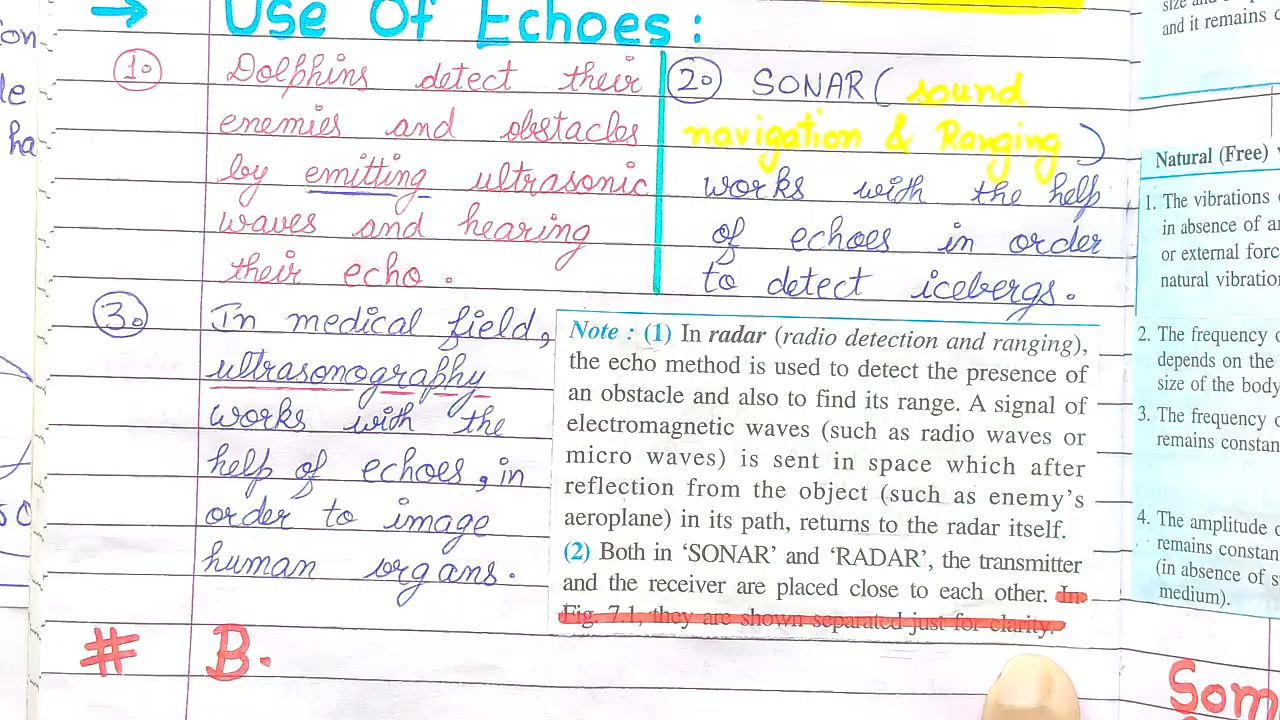 → Use Of Echoes :
1.
Dolphins detect their
enemies and obstacles
by emitting ultrasonic
waves and hearing
their echo.
2. SONAR ( sound
navigation & Ranging )
works with the help
of echoes in order
to detect icebergs.
3.
In medical field,
ultrasonography
works with the
help of echoes, in
order to image
human organs.
Note : (1) In radar (radio detection and ranging),
the echo method is used to detect the presence of
an obstacle and also to find its range. A signal of
electromagnetic waves (such as radio waves or
micro waves) is sent in space which after
reflection from the object (such as enemy's
aeroplane) in its path, returns to the radar itself.
(2) Both in 'SONAR' and 'RADAR', the transmitter
and the receiver are placed close to each other. In
Fig. 7.1, they are shown separated just for clarity.
# B.
and it remains
Natural (Free)
1. The vibrations
in absence of
or external
natural
2. The frequency
depends on the
size of the body
3. The frequency
remains
4. The amplitude
remains
(in absence of
medium).